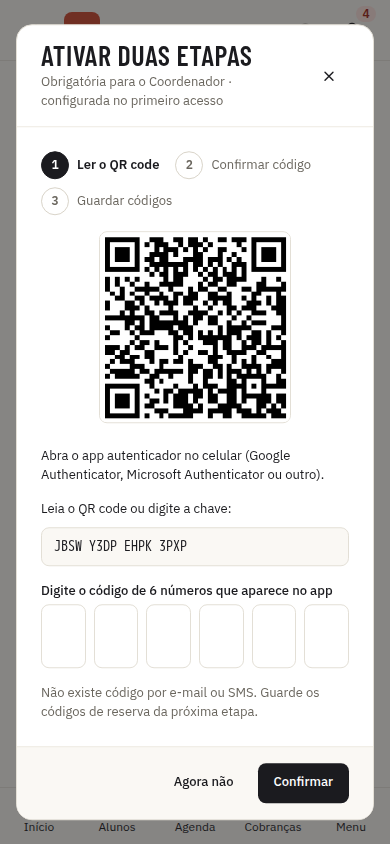 4
ATIVAR DUAS ETAPAS
Obrigatória para o Coordenador ·
configurada no primeiro acesso
×
1 Ler o QR code 2 Confirmar código
3 Guardar códigos
Abra o app autenticador no celular (Google
Authenticator, Microsoft Authenticator ou outro).
Leia o QR code ou digite a chave:
JBSW Y3DP EHPK 3PXP
Digite o código de 6 números que aparece no app
Não existe código por e-mail ou SMS. Guarde os
códigos de reserva da próxima etapa.
Agora não Confirmar
Início Alunos Agenda Cobranças Menu